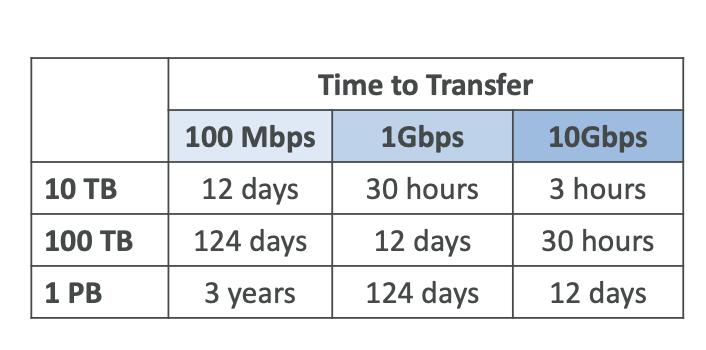 Time to Transfer
100 Mbps 1Gbps 10Gbps
10 TB 12 days 30 hours 3 hours
100 TB 124 days 12 days 30 hours
1 PB 3 years 124 days 12 days